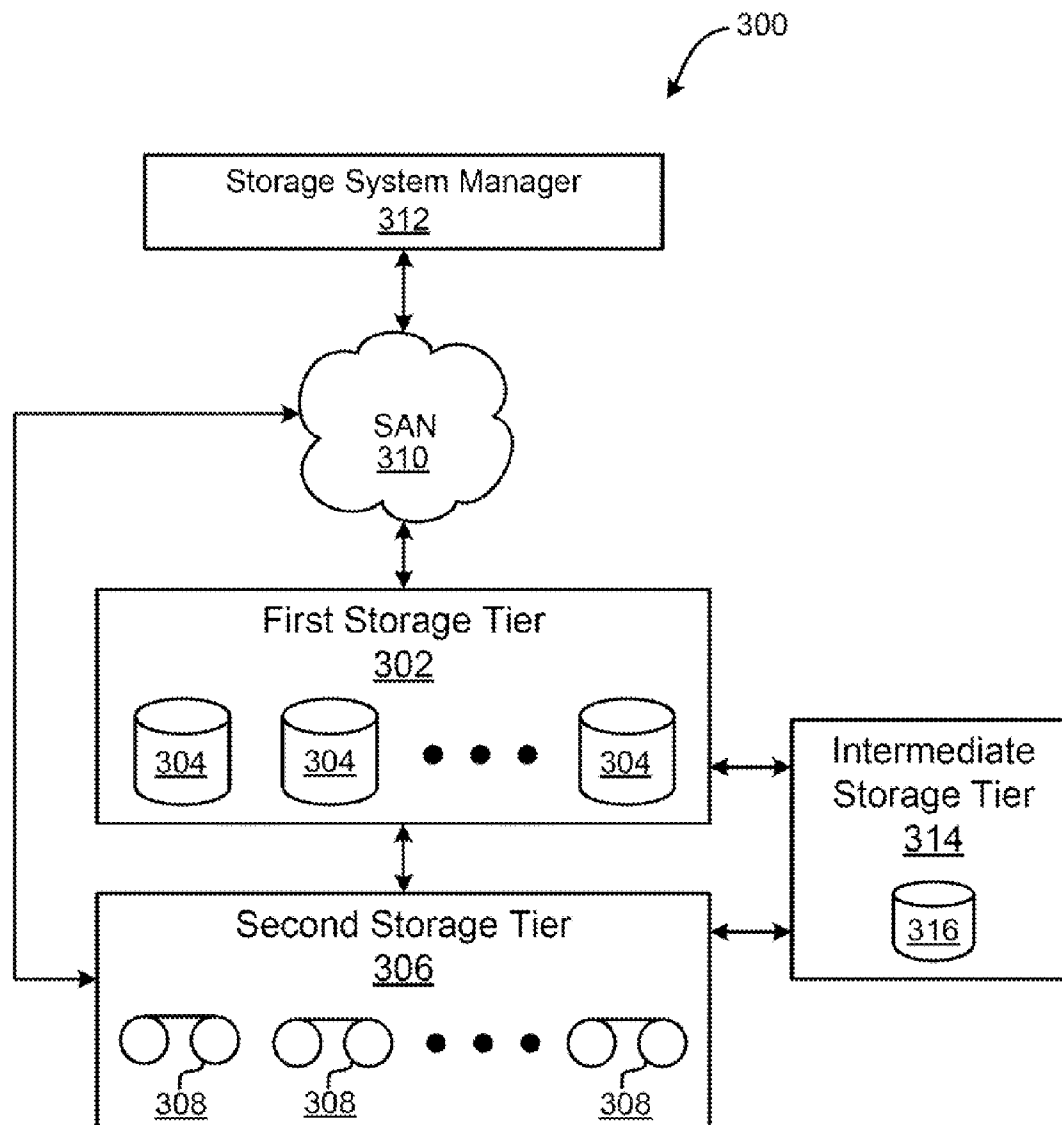 300
Storage System Manager
312
SAN
310
First Storage Tier
302
304
304
304
Intermediate
Storage Tier
314
316
Second Storage Tier
306
308
308
308